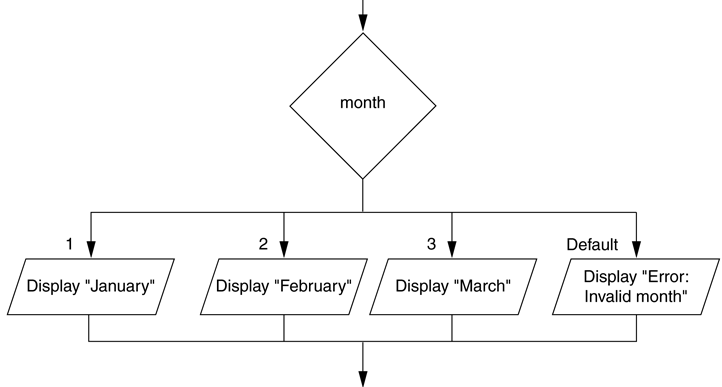 month
1
2
3
Default
Display "January"
Display "February"
Display "March"
Display "Error:
Invalid month"